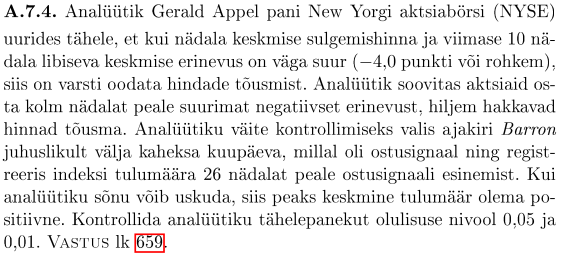 A.7.4. Analüütik Gerald Appel pani New Yorgi aktsiabörsi (NYSE)
uurides tähele, et kui nädala keskmise sulgemishinna ja viimase 10 nä-
dala libiseva keskmise erinevus on väga suur (−4,0 punkti või rohkem),
siis on varsti oodata hindade tõusmist. Analüütik soovitas aktsiaid os-
ta kolm nädalat peale suurimat negatiivset erinevust, hiljem hakkavad
hinnad tõusma. Analüütiku väite kontrollimiseks valis ajakiri Barron
juhuslikult välja kaheksa kuupäeva, millal oli ostusignaal ning regist-
reeris indeksi tulumäära 26 nädalat peale ostusignaali esinemist. Kui
analüütiku sõnu võib uskuda, siis peaks keskmine tulumäär olema po-
sitiivne. Kontrollida analüütiku tähelepanekut olulisuse nivool 0,05 ja
0,01. VASTUS lk 659.